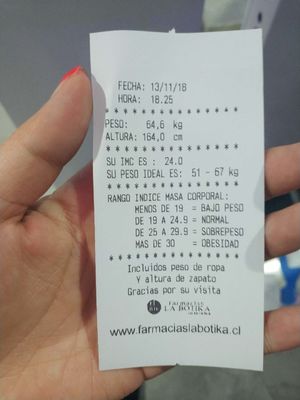 FECHA: 13/11/18
HORA: 18.25
* * * * * * * * * * * * * * *
PESO: 64,6 kg
ALTURA: 164,0 cm
* * * * * * * * * * * * * * *
SU IMC ES : 24.0
SU PESO IDEAL ES: 51 - 67 kg
* * * * * * * * * * * * * * *
RANGO INDICE MASA CORPORAL:
MENOS DE 19 = BAJO PESO
DE 19 A 24.9 = NORMAL
DE 25 A 29.9 = SOBREPESO
MAS DE 30 = OBESIDAD
* * * * * * * * * * * * * * *
Incluidos peso de ropa
Y altura de zapato
Gracias por su visita
Farmacias
LA BOTIKA
www.farmaciaslabotika.cl